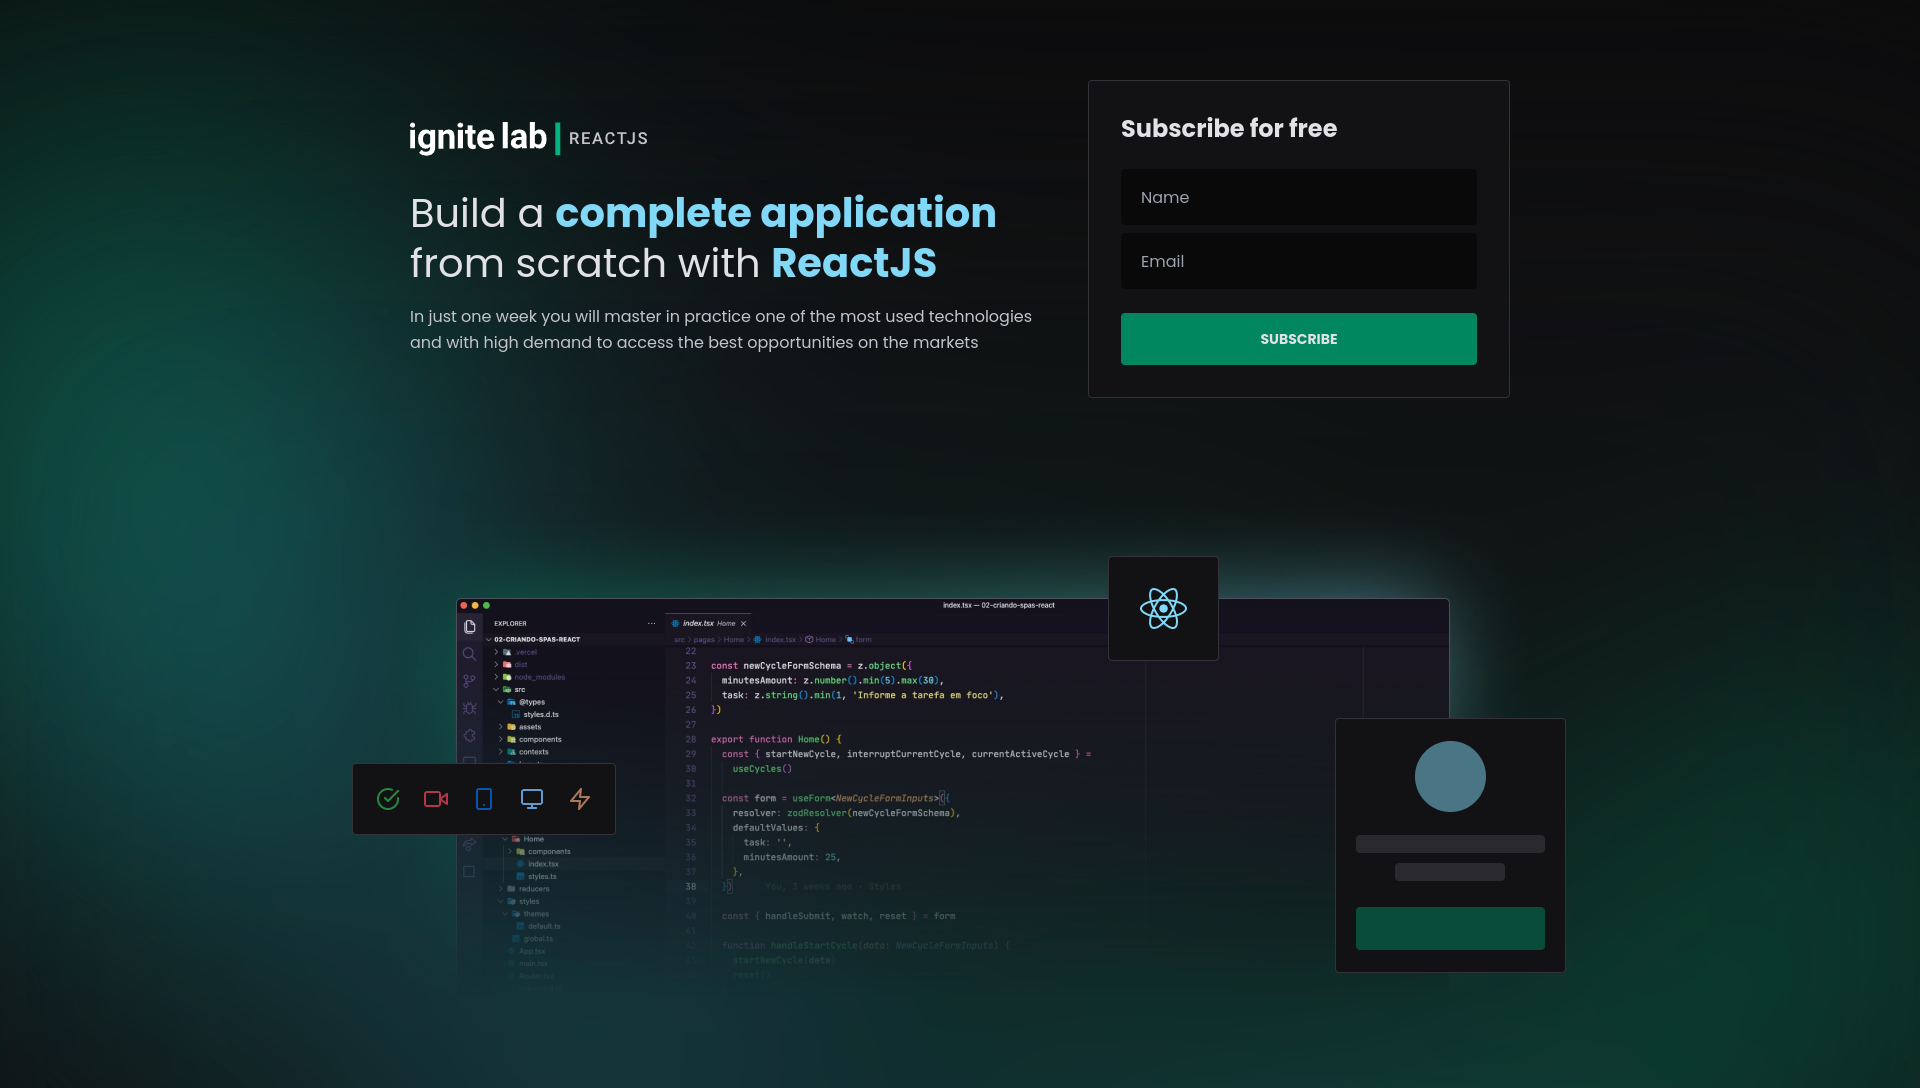 ignite lab | REACTJS
Build a complete application
from scratch with ReactJS
In just one week you will master in practice one of the most used technologies
and with high demand to access the best opportunities on the markets
Subscribe for free
Name
Email
SUBSCRIBE
index.tsx — 02-criando-spas-react
EXPLORER
02-CRIANDO-SPAS-REACT
.vercel
dist
node_modules
src
@types
styles.d.ts
assets
components
contexts
Home
components
index.tsx
styles.ts
reducers
styles
themes
default.ts
global.ts
App.tsx
main.tsx
Router.tsx
index.tsx Home
src > pages > Home > index.tsx > Home > form
22
23 const newCycleFormSchema = z.object({
24 minutesAmount: z.number().min(5).max(30),
25 task: z.string().min(1, 'Informe a tarefa em foco'),
26 })
27
28 export function Home() {
29 const { startNewCycle, interruptCurrentCycle, currentActiveCycle } =
30 useCycles()
31
32 const form = useForm<NewCycleFormInputs>({
33 resolver: zodResolver(newCycleFormSchema),
34 defaultValues: {
35 task: '',
36 minutesAmount: 25,
37 },
38 }) You, 3 weeks ago • Styles
39
40 const { handleSubmit, watch, reset } = form
41
42 function handleStartCycle(data: NewCycleFormInputs) {
43 startNewCycle(data)
reset()